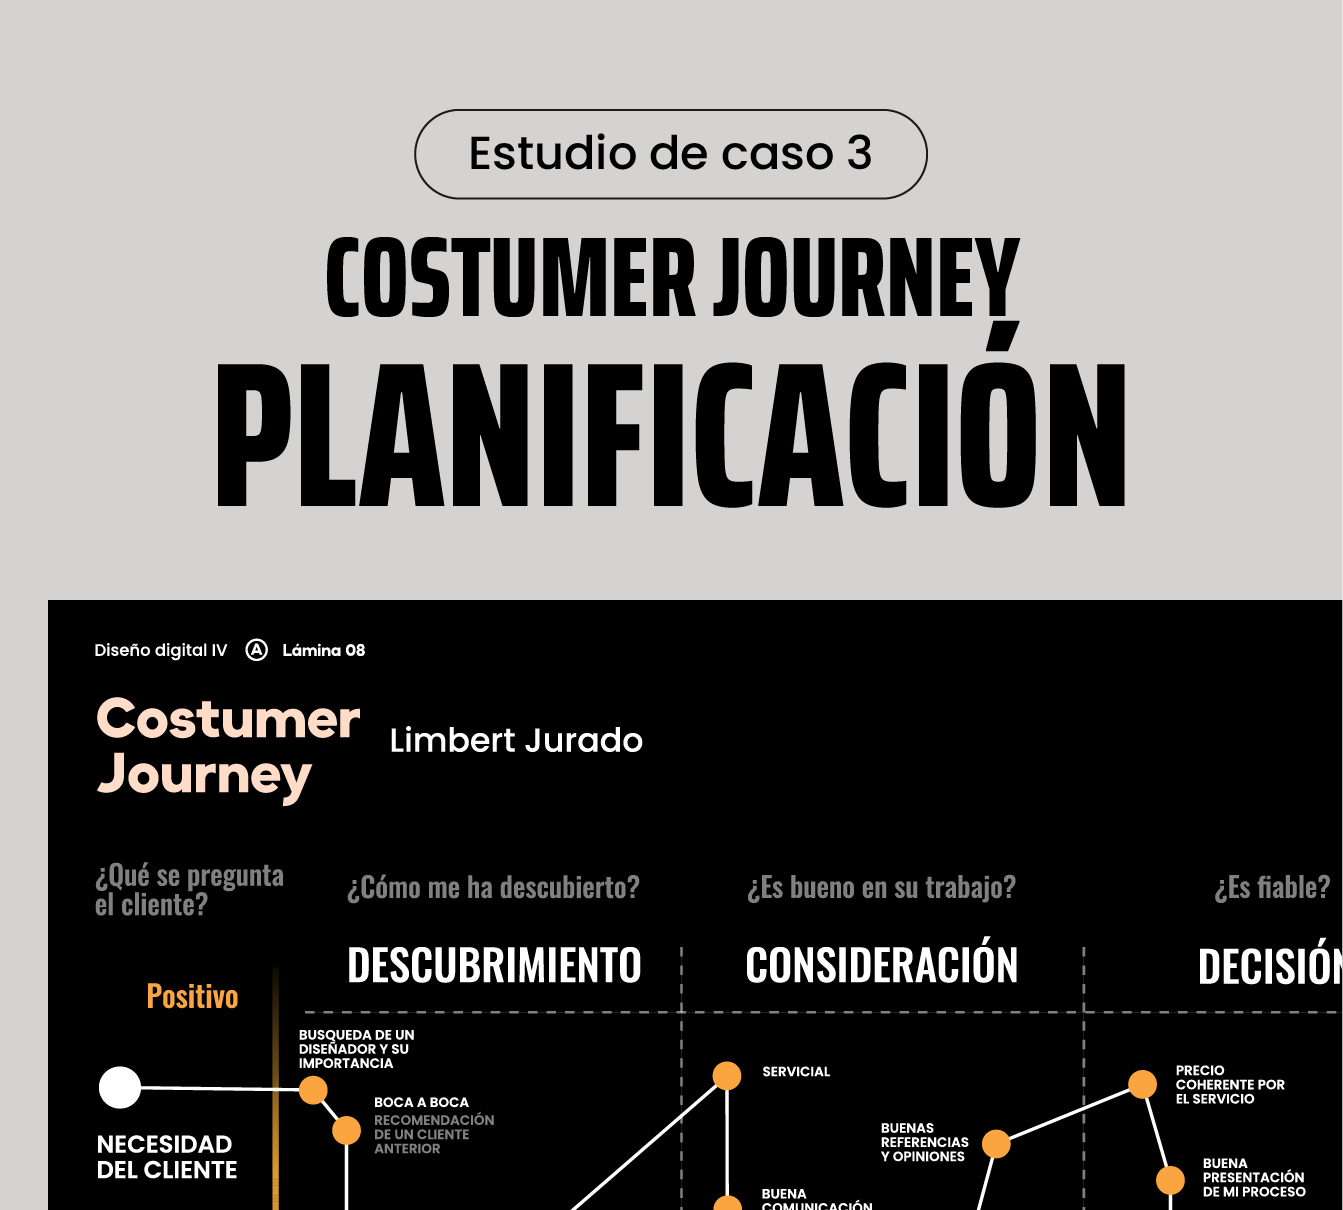 Estudio de caso 3
COSTUMER JOURNEY
PLANIFICACIÓN
Diseño digital IV A Lámina 08
Costumer
Journey
Limbert Jurado
¿Qué se pregunta
el cliente?
¿Cómo me ha descubierto?
¿Es bueno en su trabajo?
¿Es fiable?
DESCUBRIMIENTO
CONSIDERACIÓN
DECISIÓN
Positivo
BUSQUEDA DE UN
DISEÑADOR Y SU
IMPORTANCIA
BOCA A BOCA
RECOMENDACIÓN
DE UN CLIENTE
ANTERIOR
NECESIDAD
DEL CLIENTE
SERVICIAL
BUENAS
REFERENCIAS
Y OPINIONES
BUENA
COMUNICACIÓN
PRECIO
COHERENTE POR
EL SERVICIO
BUENA
PRESENTACIÓN
DE MI PROCESO